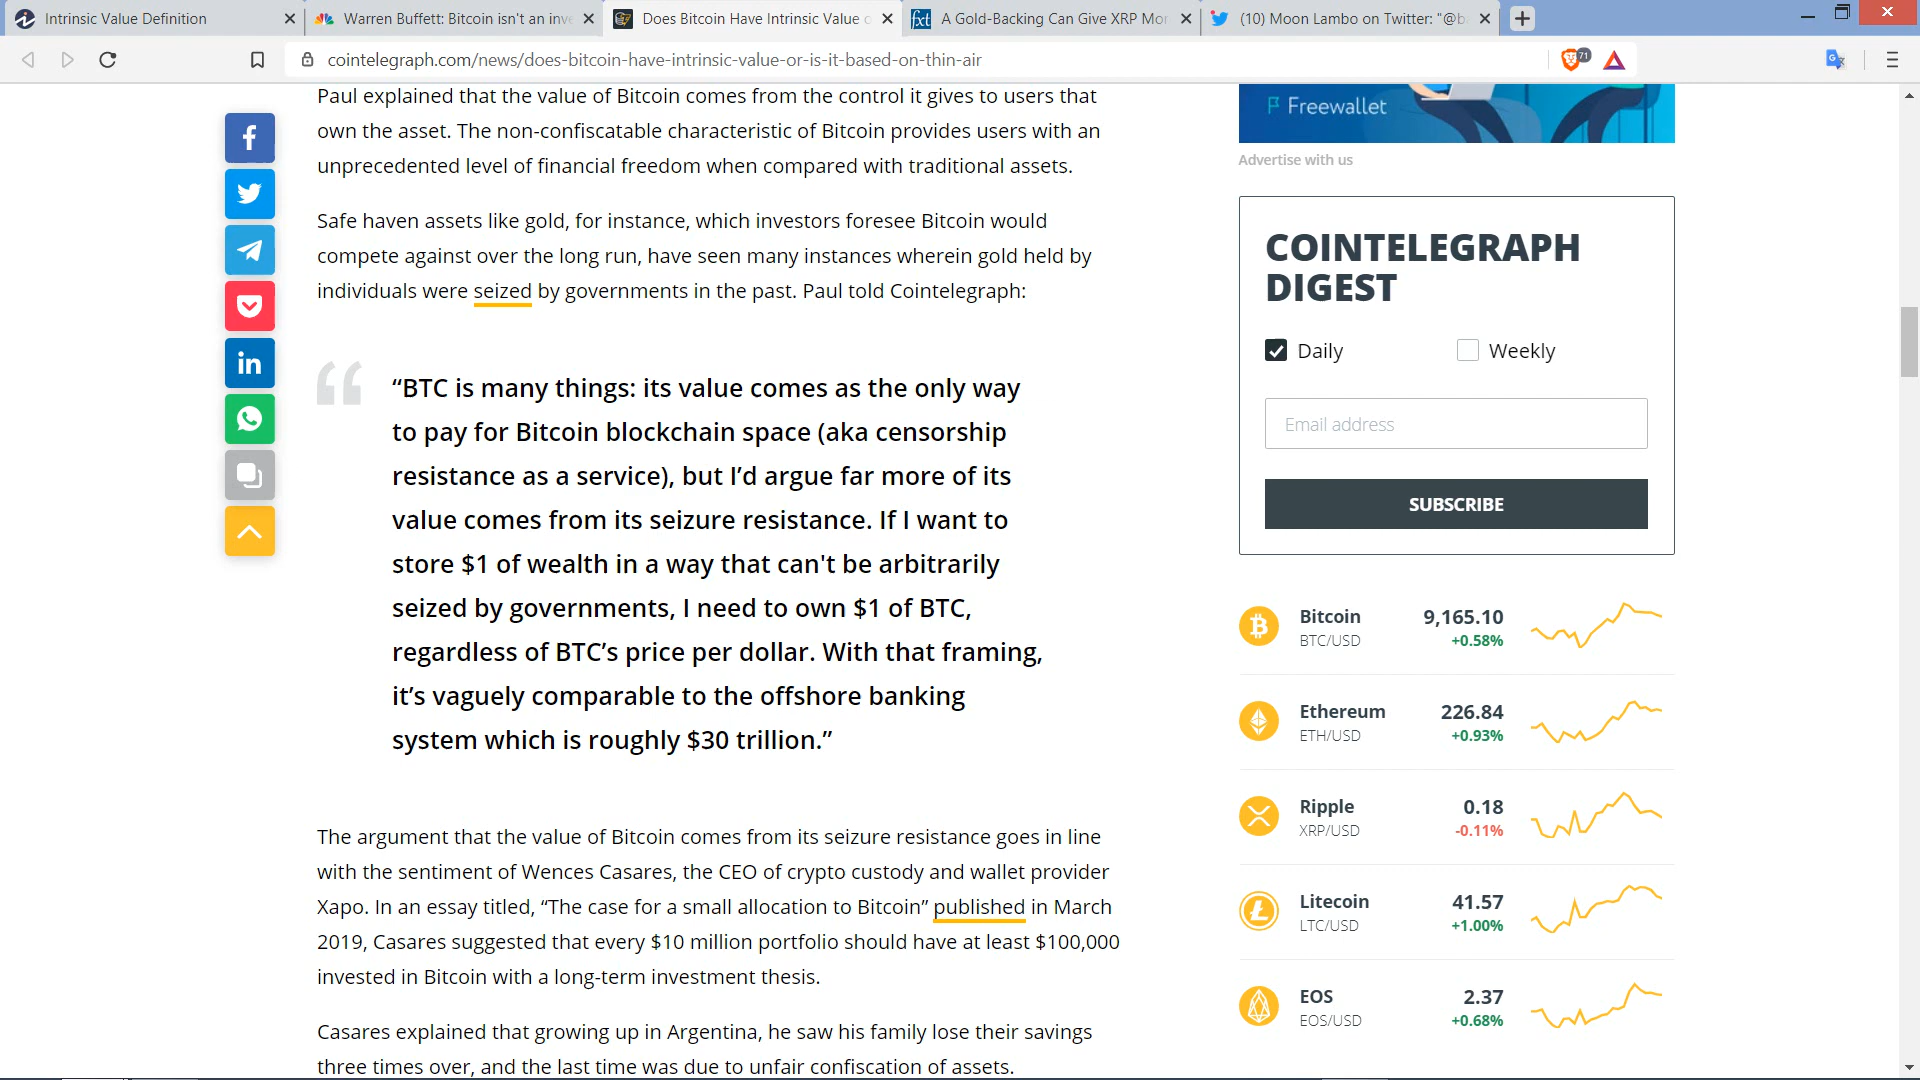 Intrinsic Value Definition
Warren Buffett: Bitcoin isn't an inve
Does Bitcoin Have Intrinsic Value o
fxt A Gold-Backing Can Give XRP Mor
(10) Moon Lambo on Twitter: "@b
cointelegraph.com/news/does-bitcoin-have-intrinsic-value-or-is-it-based-on-thin-air
71
Paul explained that the value of Bitcoin comes from the control it gives to users that
own the asset. The non-confiscatable characteristic of Bitcoin provides users with an
unprecedented level of financial freedom when compared with traditional assets.
Safe haven assets like gold, for instance, which investors foresee Bitcoin would
compete against over the long run, have seen many instances wherein gold held by
individuals were seized by governments in the past. Paul told Cointelegraph:
“BTC is many things: its value comes as the only way
to pay for Bitcoin blockchain space (aka censorship
resistance as a service), but I’d argue far more of its
value comes from its seizure resistance. If I want to
store $1 of wealth in a way that can't be arbitrarily
seized by governments, I need to own $1 of BTC,
regardless of BTC’s price per dollar. With that framing,
it’s vaguely comparable to the offshore banking
system which is roughly $30 trillion.”
The argument that the value of Bitcoin comes from its seizure resistance goes in line
with the sentiment of Wences Casares, the CEO of crypto custody and wallet provider
Xapo. In an essay titled, “The case for a small allocation to Bitcoin” published in March
2019, Casares suggested that every $10 million portfolio should have at least $100,000
invested in Bitcoin with a long-term investment thesis.
Casares explained that growing up in Argentina, he saw his family lose their savings
three times over, and the last time was due to unfair confiscation of assets.
Freewallet
Advertise with us
COINTELEGRAPH
DIGEST
Daily Weekly
Email address
SUBSCRIBE
Bitcoin 9,165.10
BTC/USD +0.58%
Ethereum 226.84
ETH/USD +0.93%
Ripple 0.18
XRP/USD -0.11%
Litecoin 41.57
LTC/USD +1.00%
EOS 2.37
EOS/USD +0.68%